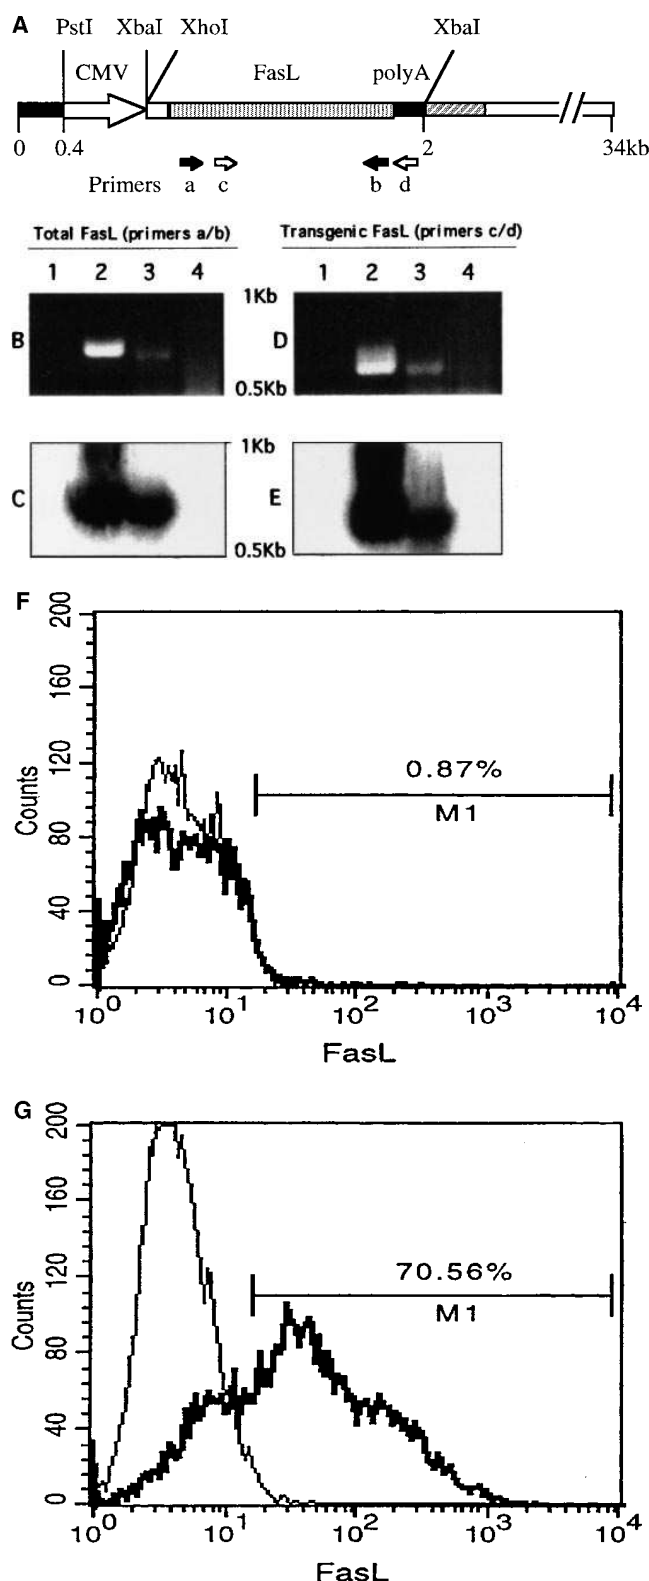 A
PstI XbaI XhoI XbaI
CMV FasL polyA
0 0.4 2 34kb
Primers a c b d
Total FasL (primers a/b) Transgenic FasL (primers c/d)
1 2 3 4 1 2 3 4
B 1Kb D
0.5Kb
C 1Kb E
0.5Kb
F
200
160
120
80
40
0
Counts
0.87%
M1
10^0 10^1 10^2 10^3 10^4
FasL
G
200
160
120
80
40
0
Counts
70.56%
M1
10^0 10^1 10^2 10^3 10^4
FasL